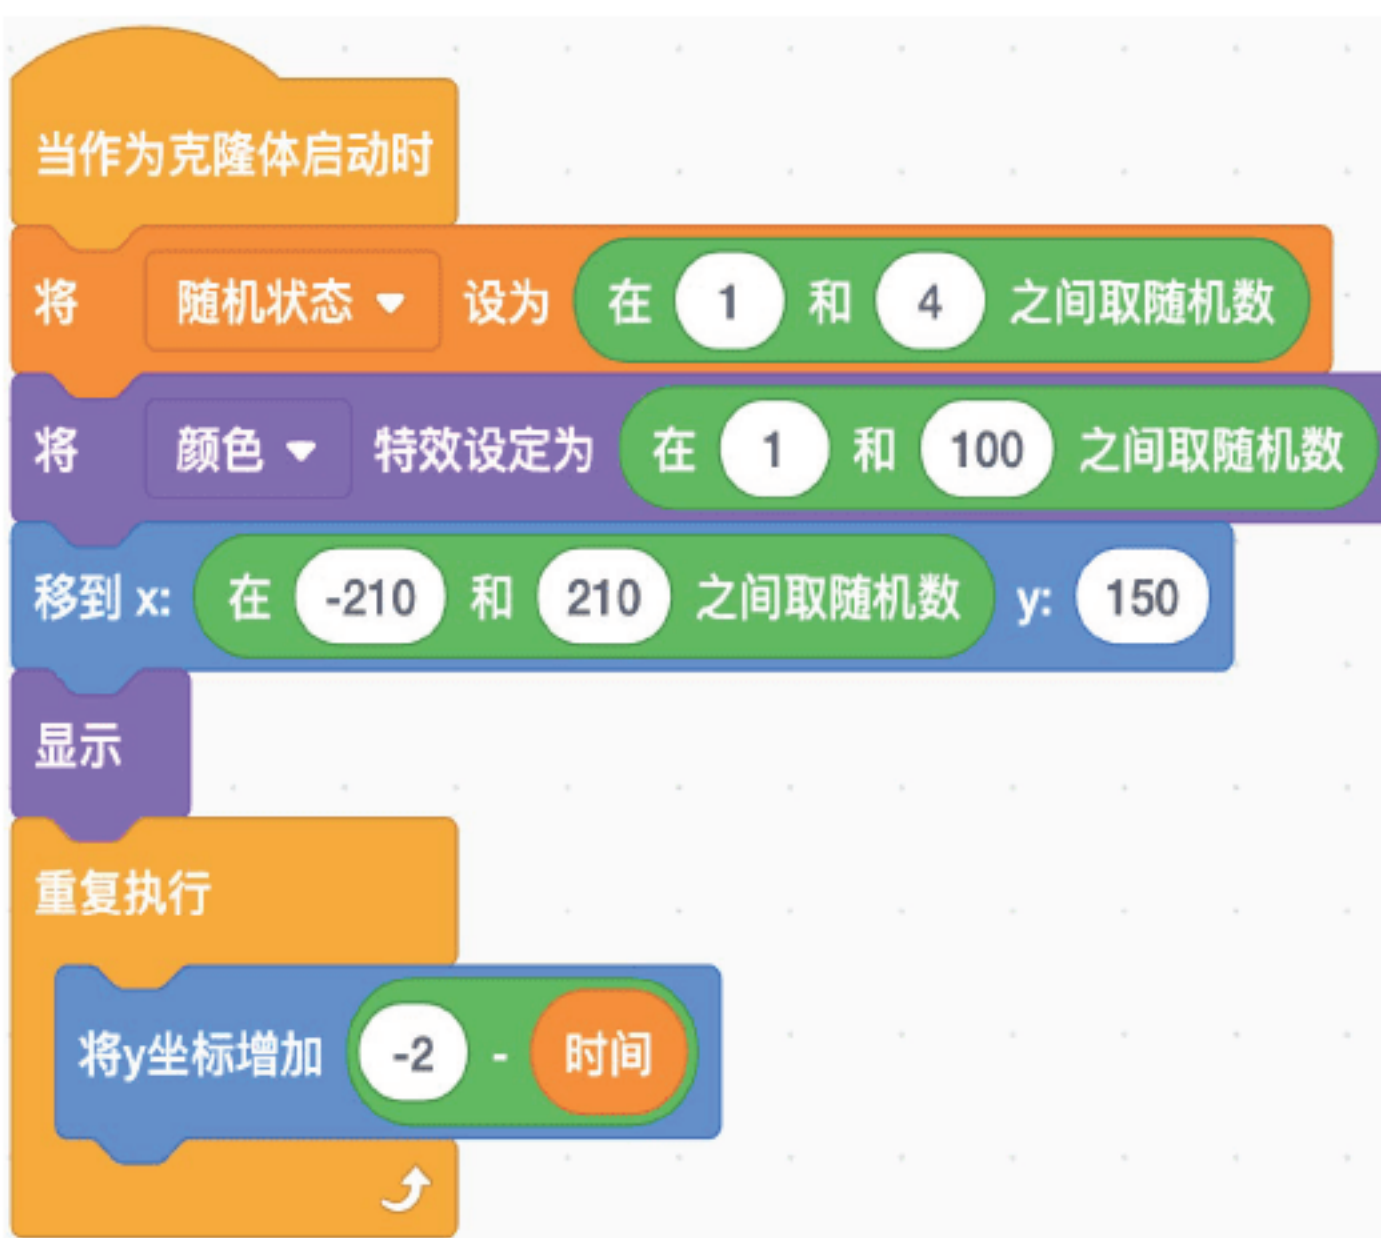 当作为克隆体启动时
将 随机状态 设为 在 1 和 4 之间取随机数
将 颜色 特效设定为 在 1 和 100 之间取随机数
移到 x: 在 -210 和 210 之间取随机数 y: 150
显示
重复执行
将y坐标增加 -2 - 时间